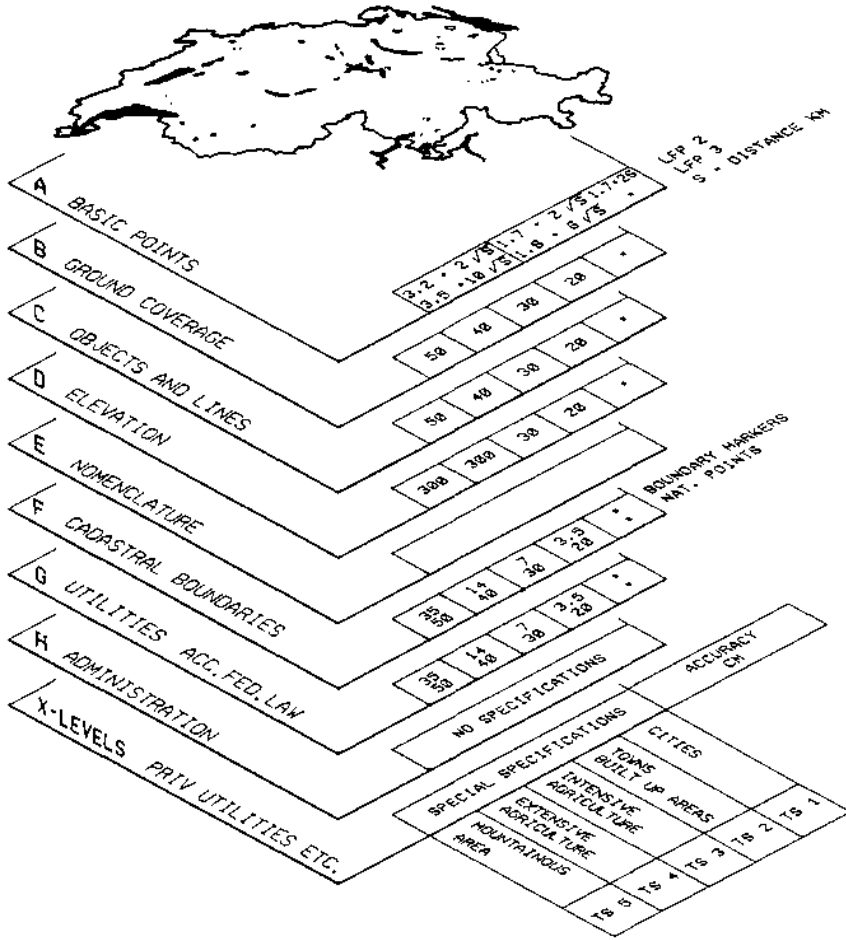 LFP 2
LFP 3
S = DISTANCE KM
A BASIC POINTS
3.2 + 2 √S 1.7 + 2 √S 1.7+2S
3.5 +10 √S 1.8 + 6 √S *
B GROUND COVERAGE
50 40 30 20 *
C OBJECTS AND LINES
50 40 30 20 *
D ELEVATION
300 300 30 20 *
E NOMENCLATURE
BOUNDARY MARKERS
NAT. POINTS
F CADASTRAL BOUNDARIES
35 14 7 3.5 *
50 40 30 20 *
G UTILITIES ACC.FED.LAW
35 14 7 3.5 *
50 40 30 20 *
H ADMINISTRATION
NO SPECIFICATIONS
X-LEVELS PRIV UTILITIES ETC.
SPECIAL SPECIFICATIONS
ACCURACY
CM
MOUNTAINOUS
AREA
EXTENSIVE
AGRICULTURE
INTENSIVE
AGRICULTURE
TOWNS
BUILT UP AREAS
CITIES
TS 5 TS 4 TS 3 TS 2 TS 1